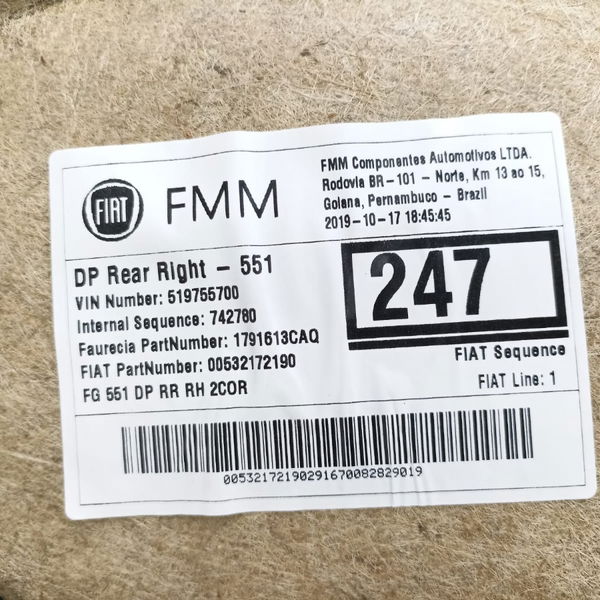 FIAT
FMM
FMM Componentes Automotivos LTDA.
Rodovia BR-101 - Norte, Km 13 ao 15,
Goiana, Pernambuco - Brazil
2019-10-17 18:45:45
DP Rear Right - 551
VIN Number: 519755700
Internal Sequence: 742780
Faurecia PartNumber: 1791613CAQ
FIAT PartNumber: 00532172190
FG 551 DP RR RH 2COR
247
FIAT Sequence
FIAT Line: 1
00532172190291670082829019